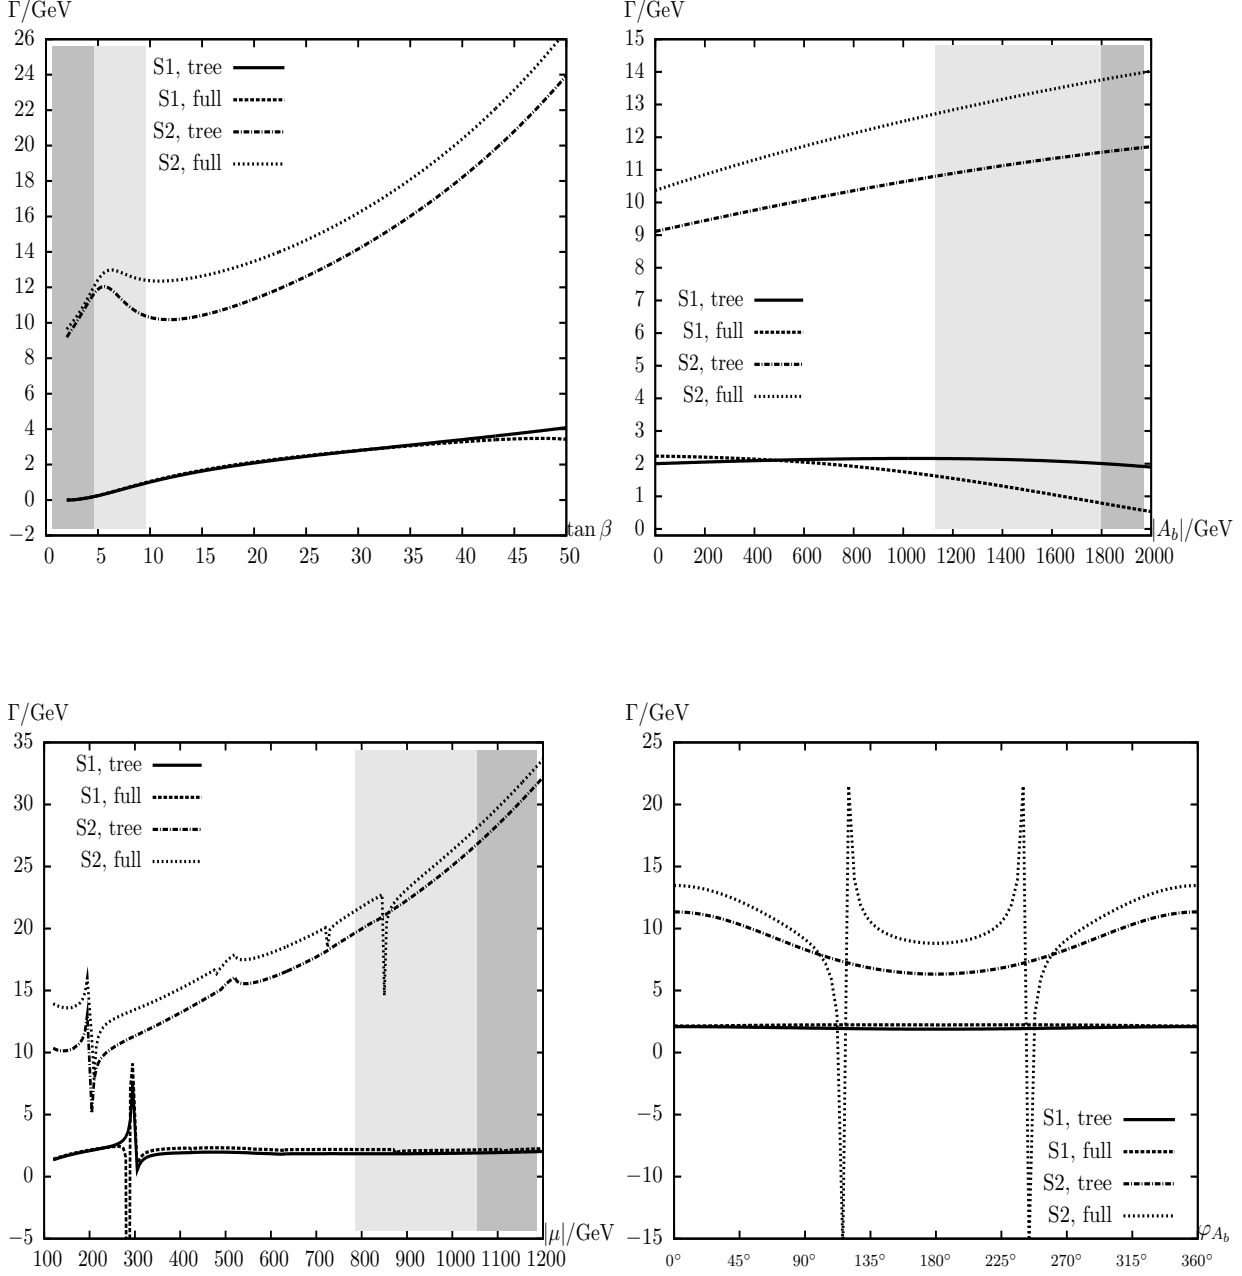 Γ/GeV
26
24
22
20
18
16
14
12
10
8
6
4
2
0
−2
S1, tree
S1, full
S2, tree
S2, full
0 5 10 15 20 25 30 35 40 45 50
tan β
Γ/GeV
15
14
13
12
11
10
9
8
7
6
5
4
3
2
1
0
S1, tree
S1, full
S2, tree
S2, full
0 200 400 600 800 1000 1200 1400 1600 1800 2000
|A_b|/GeV
Γ/GeV
35
30
25
20
15
10
5
0
−5
S1, tree
S1, full
S2, tree
S2, full
100 200 300 400 500 600 700 800 900 1000 1100 1200
|μ|/GeV
Γ/GeV
25
20
15
10
5
0
−5
−10
−15
S1, tree
S1, full
S2, tree
S2, full
0° 45° 90° 135° 180° 225° 270° 315° 360°
φ_{A_b}